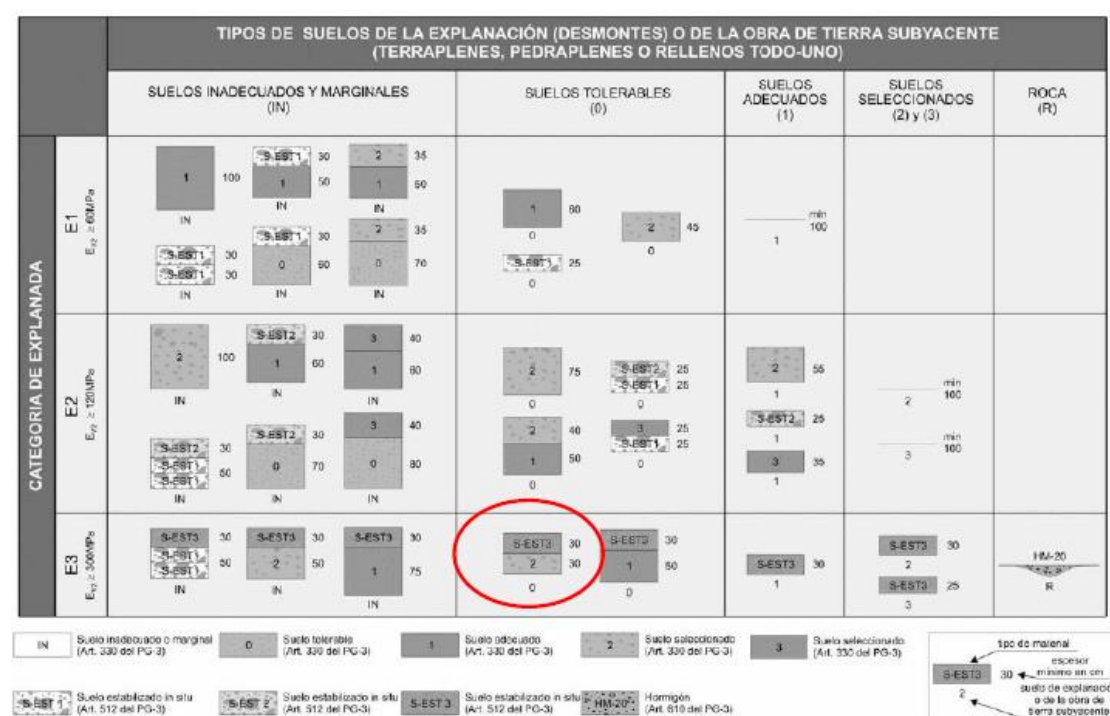 TIPOS DE SUELOS DE LA EXPLANACIÓN (DESMONTES) O DE LA OBRA DE TIERRA SUBYACENTE
(TERRAPLENES, PEDRAPLENES O RELLENOS TODO-UNO)
SUELOS INADECUADOS Y MARGINALES
(IN)
SUELOS TOLERABLES
(0)
SUELOS
ADECUADOS
(1)
SUELOS
SELECCIONADOS
(2) y (3)
ROCA
(R)
CATEGORIA DE EXPLANADA
E1
Ev2 ≥ 60MPa
1 100
IN
S-EST1 30
1 50
IN
2 35
1 50
IN
S-EST1 30
S-EST1 30
IN
S-EST1 30
0 60
IN
2 35
0 70
IN
1 60
0
2 45
0
S-EST1 25
0
min
100
1
E2
Ev2 ≥ 120MPa
2 100
IN
S-EST2 30
1 60
IN
3 40
1 60
IN
S-EST2 30
S-EST1 50
S-EST1
IN
S-EST2 30
0 70
IN
3 40
0 80
IN
2 75
0
S-EST2 25
S-EST1 25
0
2 40
1 50
0
3 25
S-EST1 25
0
2 55
1
S-EST2 25
1
3 35
1
min
100
2
min
100
3
E3
Ev2 ≥ 300MPa
S-EST3 30
S-EST1 50
S-EST1
IN
S-EST3 30
2 50
IN
S-EST3 30
1 75
IN
S-EST3 30
2 30
0
S-EST3 30
1 50
0
S-EST3 30
1
S-EST3 30
2
S-EST3 25
3
HM-20
R
IN Suelo inadecuado o marginal
(Art. 330 del PG-3)
0 Suelo tolerable
(Art. 330 del PG-3)
1 Suelo adecuado
(Art. 330 del PG-3)
2 Suelo seleccionado
(Art. 330 del PG-3)
3 Suelo seleccionado
(Art. 330 del PG-3)
S-EST 1 Suelo estabilizado in situ
(Art. 512 del PG-3)
S-EST 2 Suelo estabilizado in situ
(Art. 512 del PG-3)
S-EST 3 Suelo estabilizado in situ
(Art. 512 del PG-3)
HM-20 Hormigón
(Art. 610 del PG-3)
tipo de material
espesor
mínimo en cm
S-EST3 30
2
suelo de explanació
o de la obra de
tierra subyacente